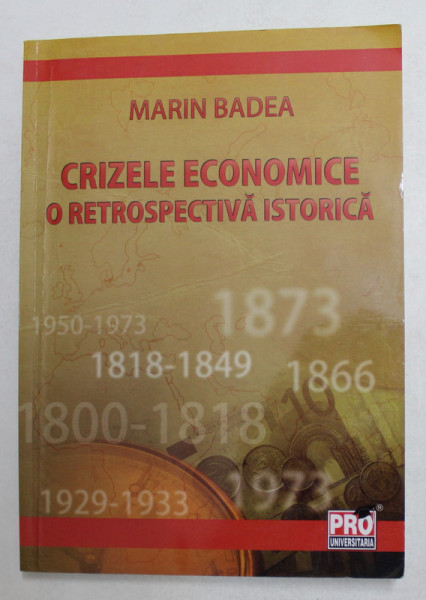 MARIN BADEA
CRIZELE ECONOMICE
O RETROSPECTIVĂ ISTORICĂ
1873
1950-1973
1818-1849
1866
1800-1818
10
1973
1929-1933
PRO
®
UNIVERSITARIA